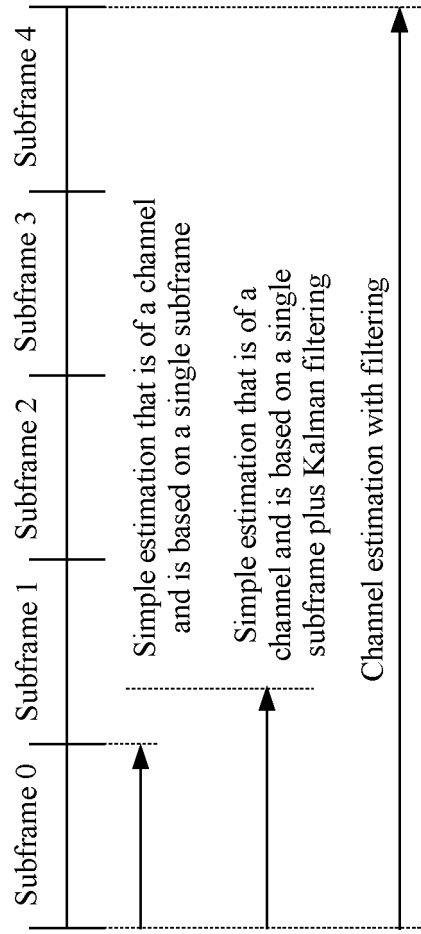 Subframe 0
Subframe 1
Subframe 2
Subframe 3
Subframe 4
Simple estimation that is of a channel
and is based on a single subframe
Simple estimation that is of a
channel and is based on a single
subframe plus Kalman filtering
Channel estimation with filtering